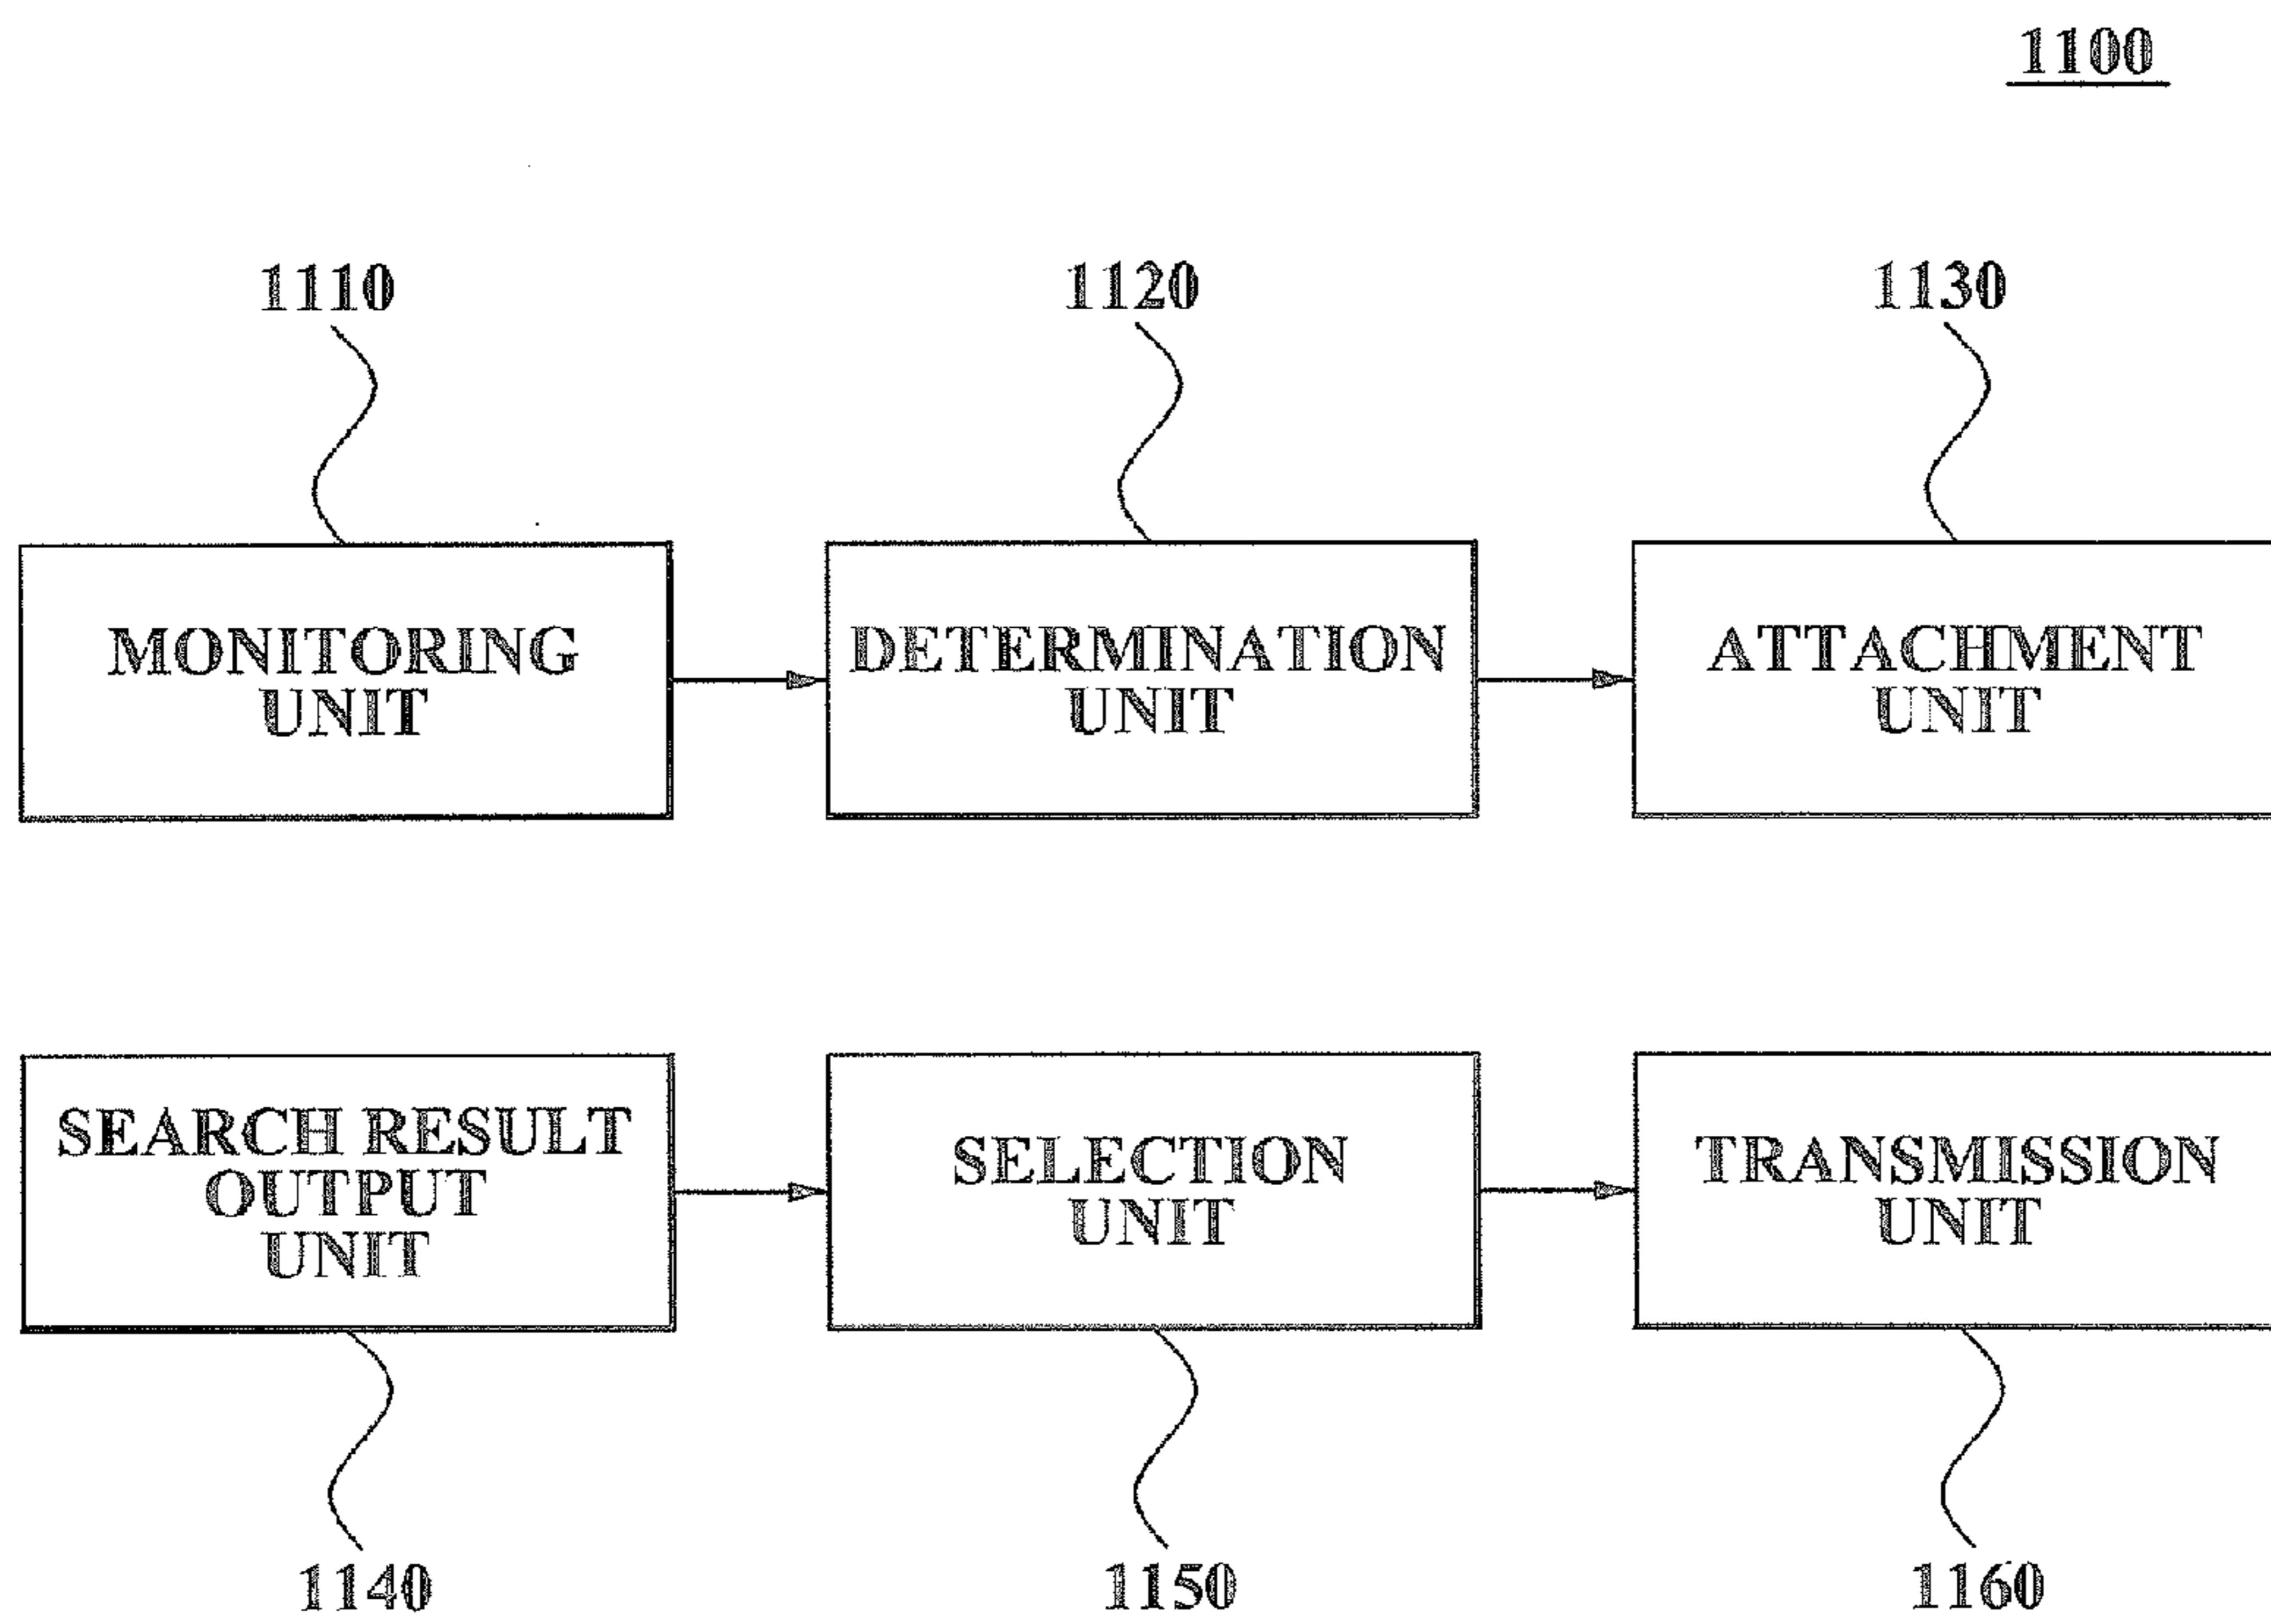 1100
1110
1120
1130
MONITORING
UNIT
DETERMINATION
UNIT
ATTACHMENT
UNIT
SEARCH RESULT
OUTPUT
UNIT
SELECTION
UNIT
TRANSMISSION
UNIT
1140
1150
1160